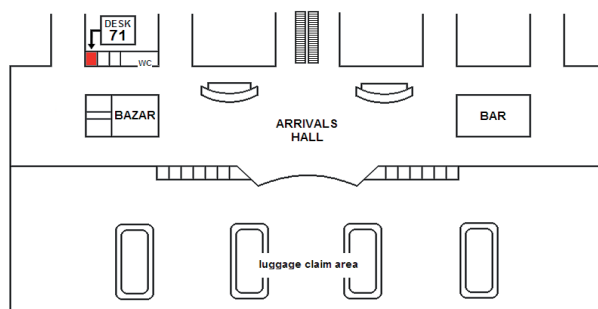 DESK
71
WC
BAZAR
ARRIVALS
HALL
BAR
luggage claim area